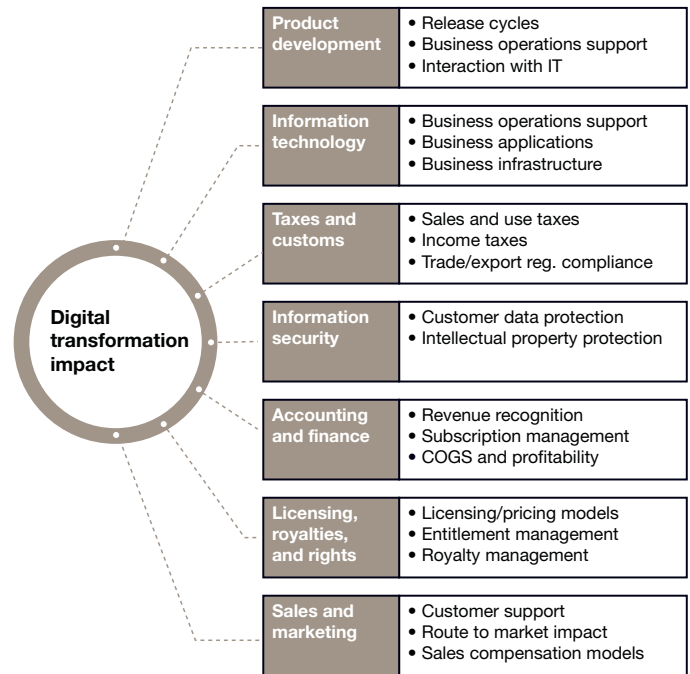 Digital
transformation
impact
Product
development
• Release cycles
• Business operations support
• Interaction with IT
Information
technology
• Business operations support
• Business applications
• Business infrastructure
Taxes and
customs
• Sales and use taxes
• Income taxes
• Trade/export reg. compliance
Information
security
• Customer data protection
• Intellectual property protection
Accounting
and finance
• Revenue recognition
• Subscription management
• COGS and profitability
Licensing,
royalties,
and rights
• Licensing/pricing models
• Entitlement management
• Royalty management
Sales and
marketing
• Customer support
• Route to market impact
• Sales compensation models